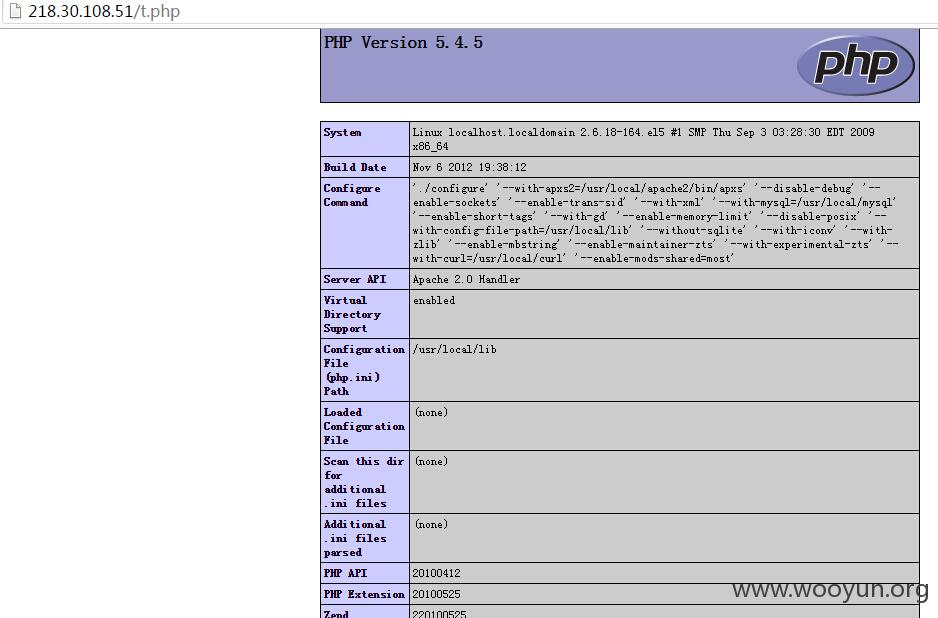 218.30.108.51/t.php
PHP Version 5.4.5
php
System
Linux localhost.localdomain 2.6.18-164.el5 #1 SMP Thu Sep 3 03:28:30 EDT 2009
x86_64
Build Date
Nov 6 2012 19:38:12
Configure
Command
'./configure' '--with-apxs2=/usr/local/apache2/bin/apxs' '--disable-debug' '--
enable-sockets' '--enable-trans-sid' '--with-xml' '--with-mysql=/usr/local/mysql'
'--enable-short-tags' '--with-gd' '--enable-memory-limit' '--disable-posix' '--
with-config-file-path=/usr/local/lib' '--without-sqlite' '--with-iconv' '--with-
zlib' '--enable-mbstring' '--enable-maintainer-zts' '--with-experimental-zts' '--
with-curl=/usr/local/curl' '--enable-mods-shared=most'
Server API
Apache 2.0 Handler
Virtual
Directory
Support
enabled
Configuration
File
(php.ini)
Path
/usr/local/lib
Loaded
Configuration
File
(none)
Scan this dir
for
additional
.ini files
(none)
Additional
.ini files
parsed
(none)
PHP API
20100412
PHP Extension
20100525
Zend
220100525
www.wooyun.org